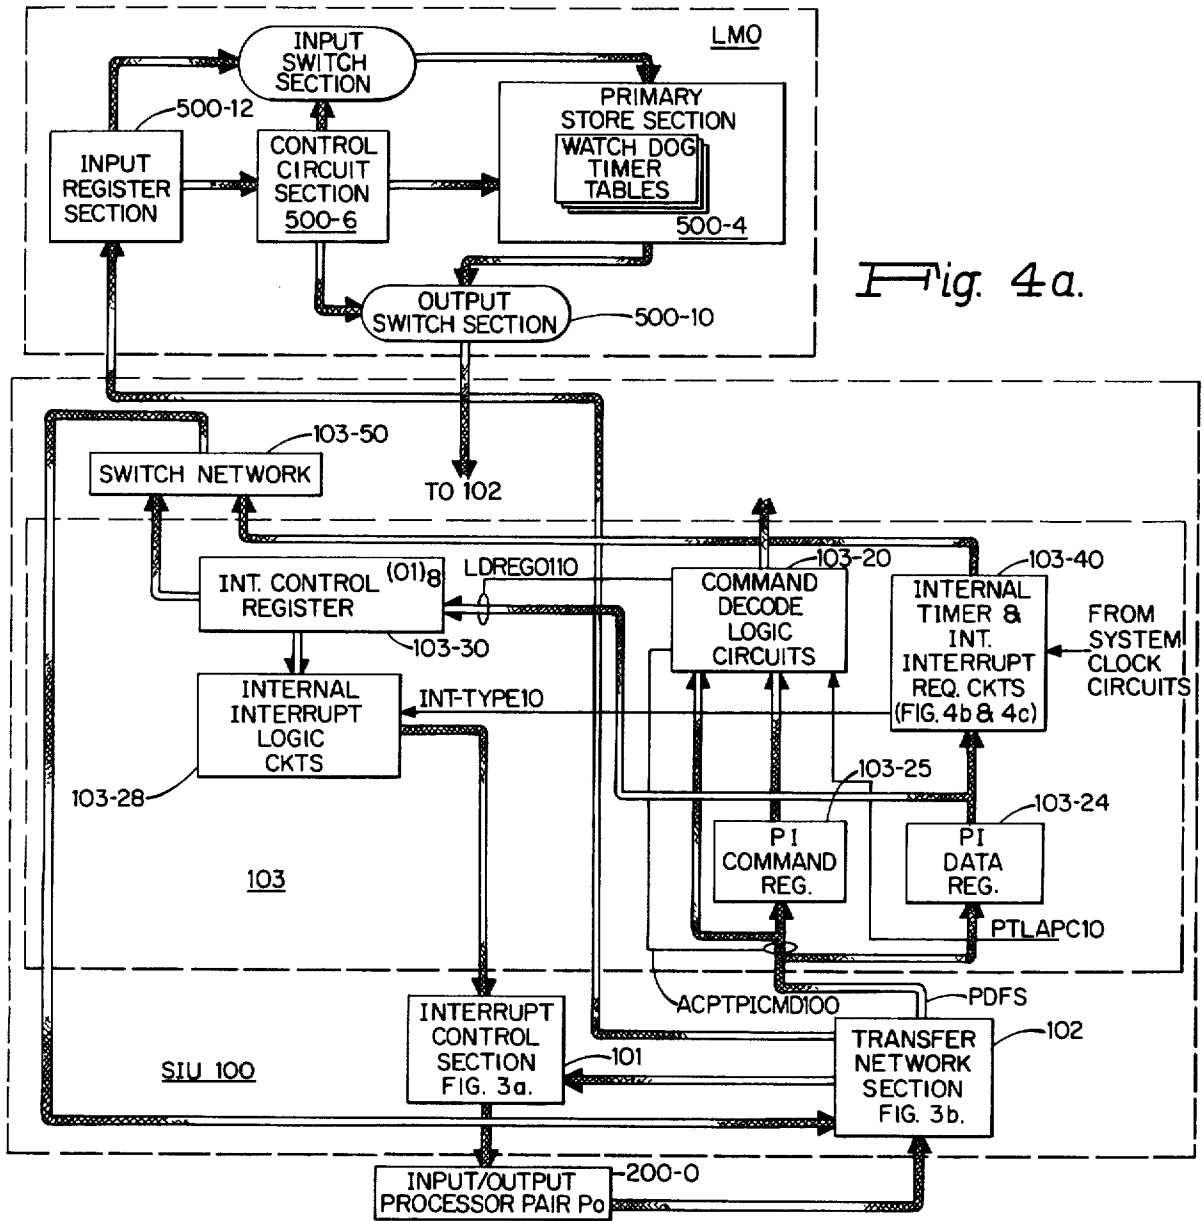 LMO
INPUT
SWITCH
SECTION
500-12
INPUT
REGISTER
SECTION
CONTROL
CIRCUIT
SECTION
500-6
PRIMARY
STORE SECTION
WATCH DOG
TIMER
TABLES
500-4
Fig. 4a.
OUTPUT
SWITCH SECTION
500-10
103-50
SWITCH NETWORK
TO 102
INT. CONTROL (01)8
REGISTER
103-30
LDREG0110
103-20
COMMAND
DECODE
LOGIC
CIRCUITS
103-40
INTERNAL
TIMER &
INT.
INTERRUPT
REQ. CKTS
(FIG. 4b & 4c)
FROM
SYSTEM
CLOCK
CIRCUITS
INTERNAL
INTERRUPT
LOGIC
CKTS
103-28
INT-TYPE10
103-25
PI
COMMAND
REG.
103-24
PI
DATA
REG.
103
PTLAPC10
ACPTPICMD100
PDFS
INTERRUPT
CONTROL
SECTION
FIG. 3a.
101
TRANSFER
NETWORK
SECTION
FIG. 3b.
102
SIU 100
200-0
INPUT/OUTPUT
PROCESSOR PAIR Po